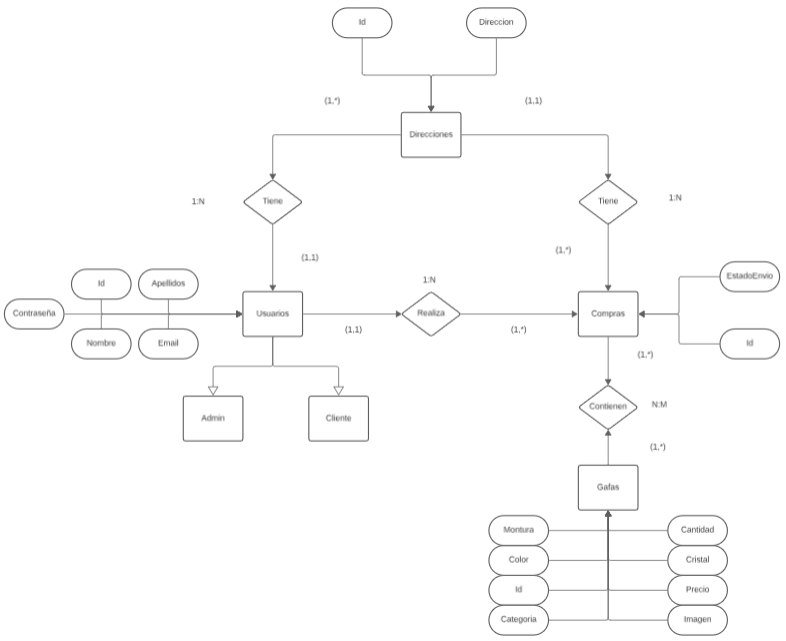 Id
Direccion
(1,*)
(1,1)
Direcciones
1:N
Tiene
Tiene
1:N
(1,1)
(1,*)
Id
Apellidos
1:N
EstadoEnvio
Contraseña
Usuarios
Realiza
Compras
(1,1)
(1,*)
Nombre
Email
Id
(1,*)
Admin
Cliente
Contienen
N:M
(1,*)
Gafas
Montura
Cantidad
Color
Cristal
Id
Precio
Categoria
Imagen